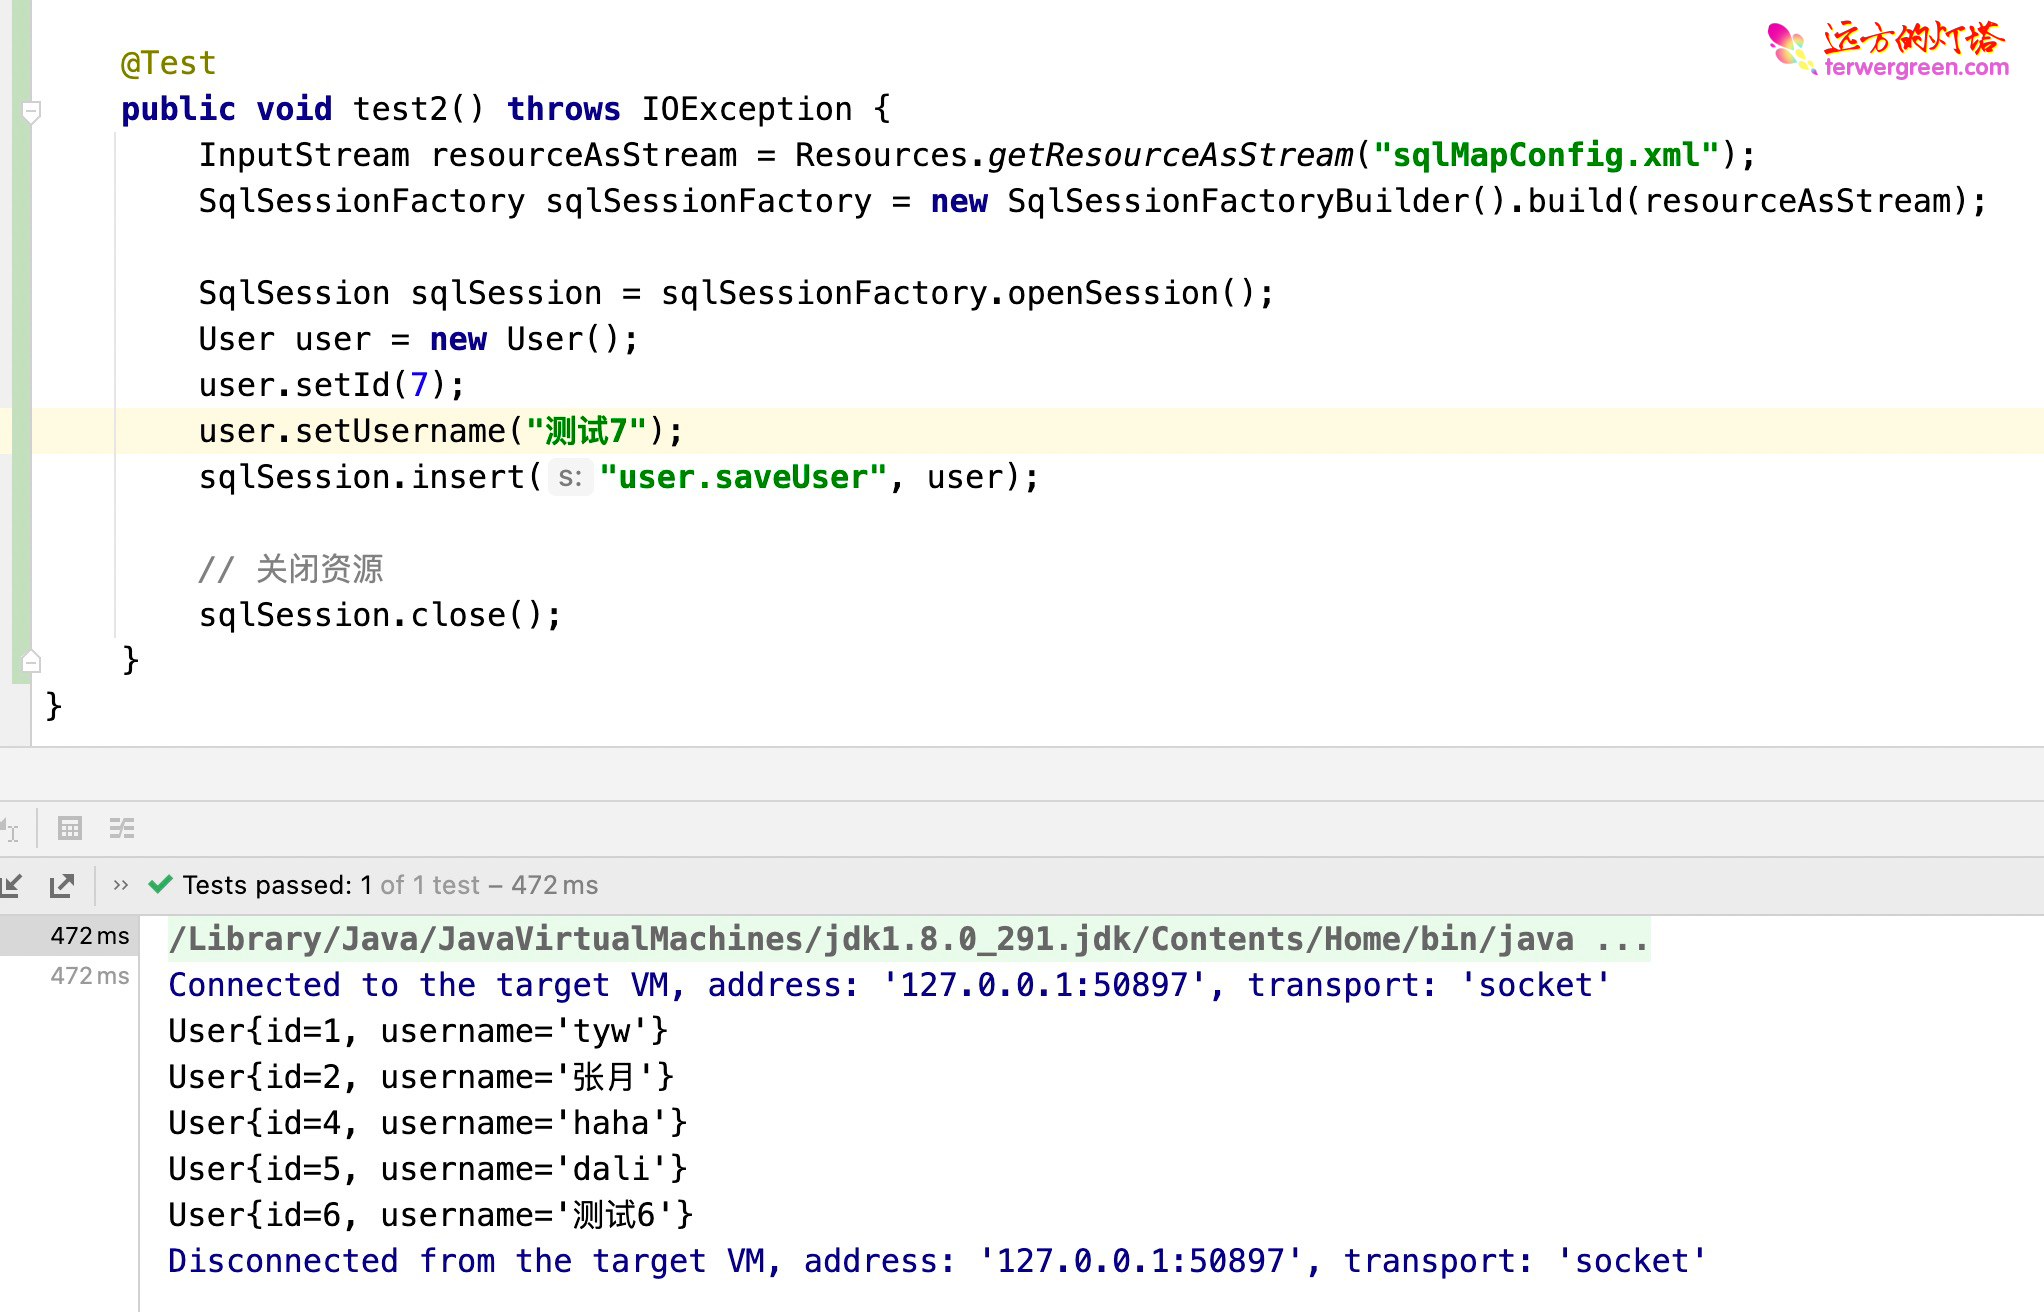 远方的灯塔
terwergreen.com
@Test
public void test2() throws IOException {
InputStream resourceAsStream = Resources.getResourceAsStream("sqlMapConfig.xml");
SqlSessionFactory sqlSessionFactory = new SqlSessionFactoryBuilder().build(resourceAsStream);
SqlSession sqlSession = sqlSessionFactory.openSession();
User user = new User();
user.setId(7);
user.setUsername("测试7");
sqlSession.insert( s: "user.saveUser", user);
// 关闭资源
sqlSession.close();
}
}
» Tests passed: 1 of 1 test – 472 ms
472 ms
472 ms
/Library/Java/JavaVirtualMachines/jdk1.8.0_291.jdk/Contents/Home/bin/java ...
Connected to the target VM, address: '127.0.0.1:50897', transport: 'socket'
User{id=1, username='tyw'}
User{id=2, username='张月'}
User{id=4, username='haha'}
User{id=5, username='dali'}
User{id=6, username='测试6'}
Disconnected from the target VM, address: '127.0.0.1:50897', transport: 'socket'